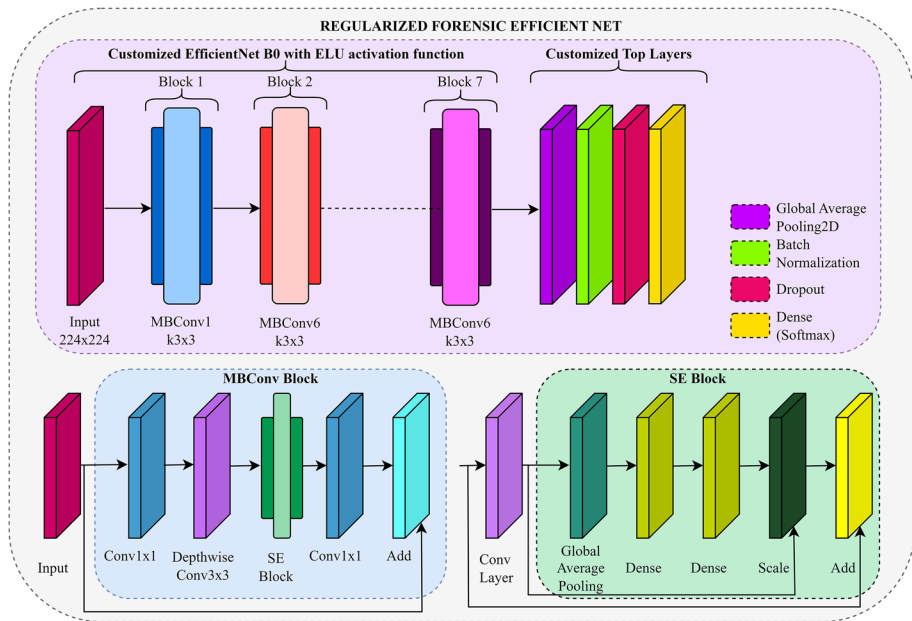 REGULARIZED FORENSIC EFFICIENT NET
Customized EfficientNet B0 with ELU activation function
Customized Top Layers
Block 1
Block 2
Block 7
Input
224x224
MBConv1
k3x3
MBConv6
k3x3
MBConv6
k3x3
Global Average
Pooling2D
Batch
Normalization
Dropout
Dense
(Softmax)
MBConv Block
Input
Conv1x1
Depthwise
Conv3x3
SE
Block
Conv1x1
Add
SE Block
Conv
Layer
Global
Average
Pooling
Dense
Dense
Scale
Add